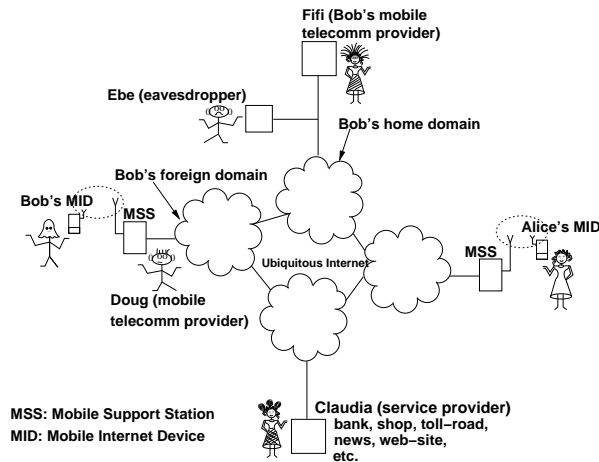 Fifi (Bob's mobile
telecomm provider)
Ebe (eavesdropper)
Bob's home domain
Bob's foreign domain
Bob's MID
MSS
Alice's MID
MSS
Ubiquitous Internet
Doug (mobile
telecomm provider)
Claudia (service provider)
bank, shop, toll−road,
news, web−site,
etc.
MSS: Mobile Support Station
MID: Mobile Internet Device